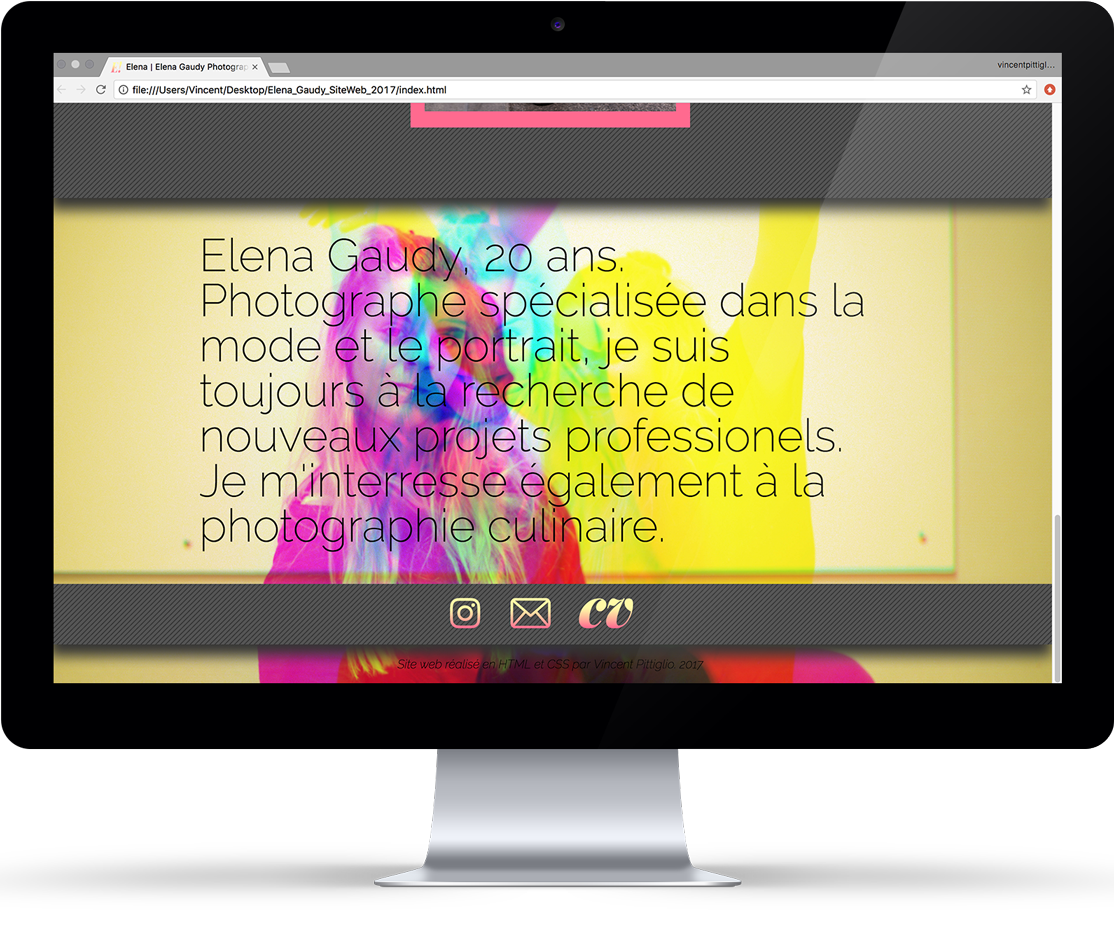 Elena | Elena Gaudy Photograp
vincentpittigl...
file:///Users/Vincent/Desktop/Elena_Gaudy_SiteWeb_2017/index.html
Elena Gaudy, 20 ans.
Photographe spécialisée dans la
mode et le portrait, je suis
toujours à la recherche de
nouveaux projets professionels.
Je m'interresse également à la
photographie culinaire.
cv
Site web réalisé en HTML et CSS par Vincent Pittiglio. 2017